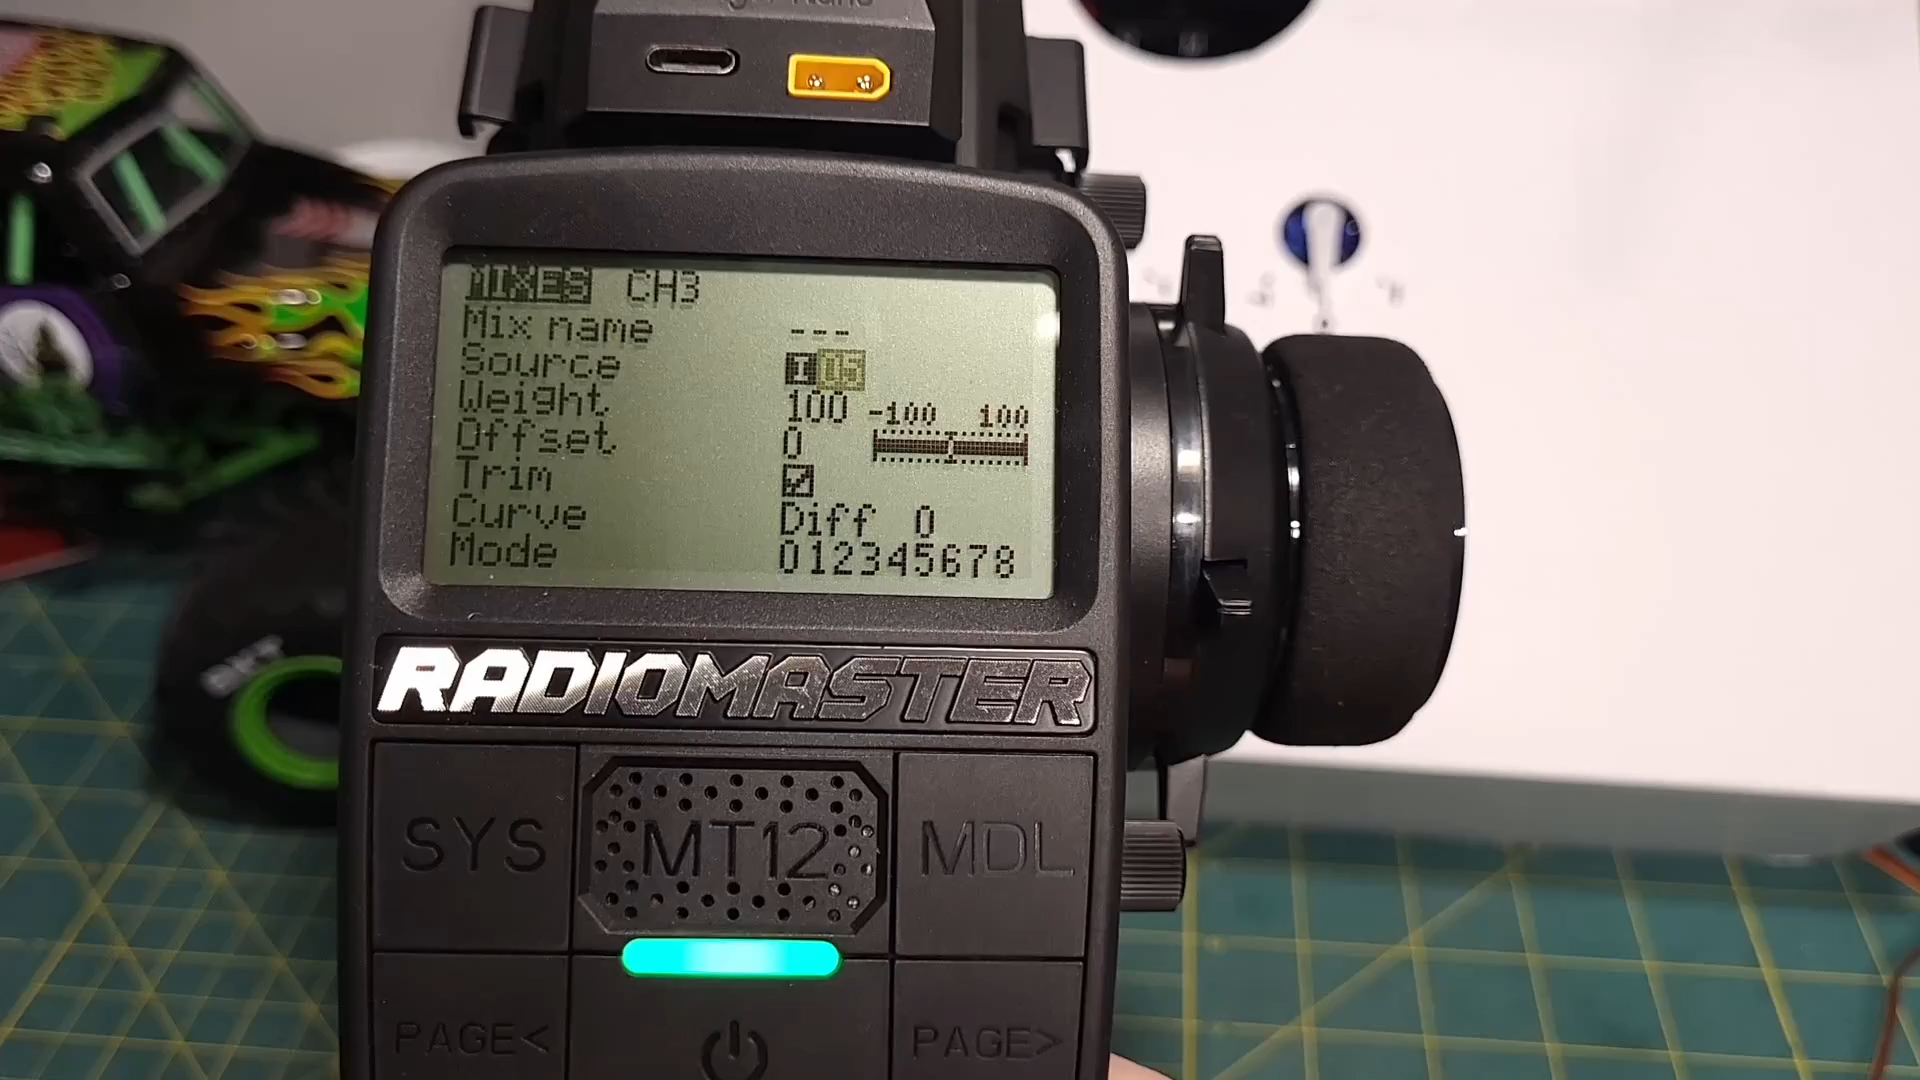 MIXES CH3
Mix name ---
Source
Weight 100 -100 100
Offset 0
Trim
Curve Diff 0
Mode 012345678
RADIOMASTER
SYS MT12 MDL
PAGE< PAGE>